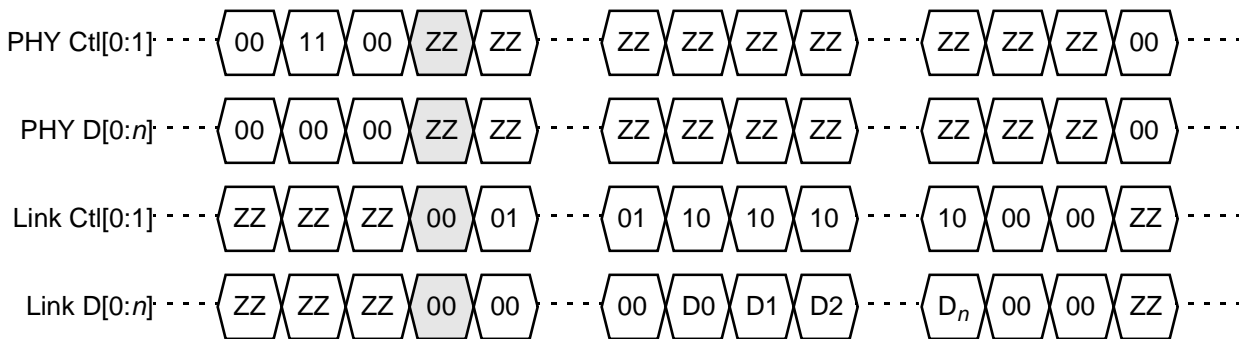 PHY Ctl[0:1] 00 11 00 ZZ ZZ ZZ ZZ ZZ ZZ ZZ ZZ ZZ 00
PHY D[0:n] 00 00 00 ZZ ZZ ZZ ZZ ZZ ZZ ZZ ZZ ZZ 00
Link Ctl[0:1] ZZ ZZ ZZ 00 01 01 10 10 10 10 00 00 ZZ
Link D[0:n] ZZ ZZ ZZ 00 00 00 D0 D1 D2 Dn 00 00 ZZ